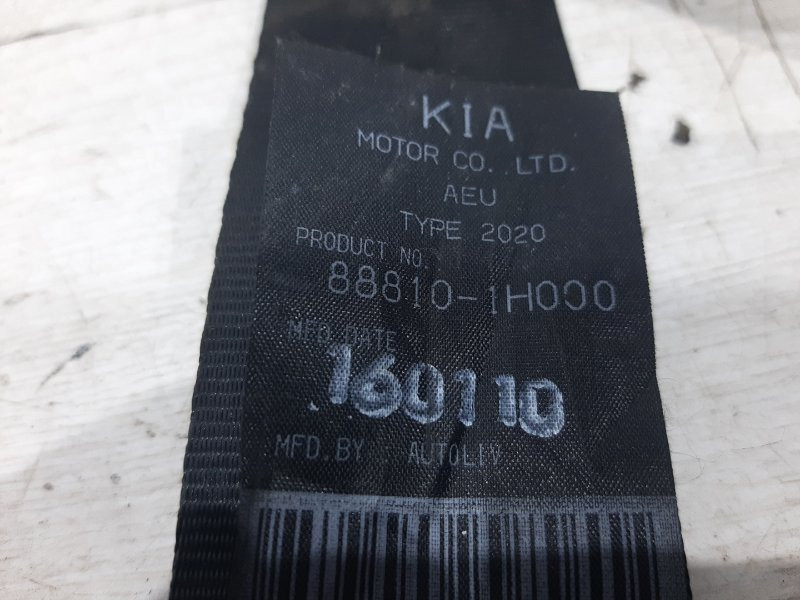 KIA
MOTOR CO. LTD.
AEU
TYPE 2020
PRODUCT NO.
88810-1H000
MFD.DATE
160110
MFD.BY AUTOLIV